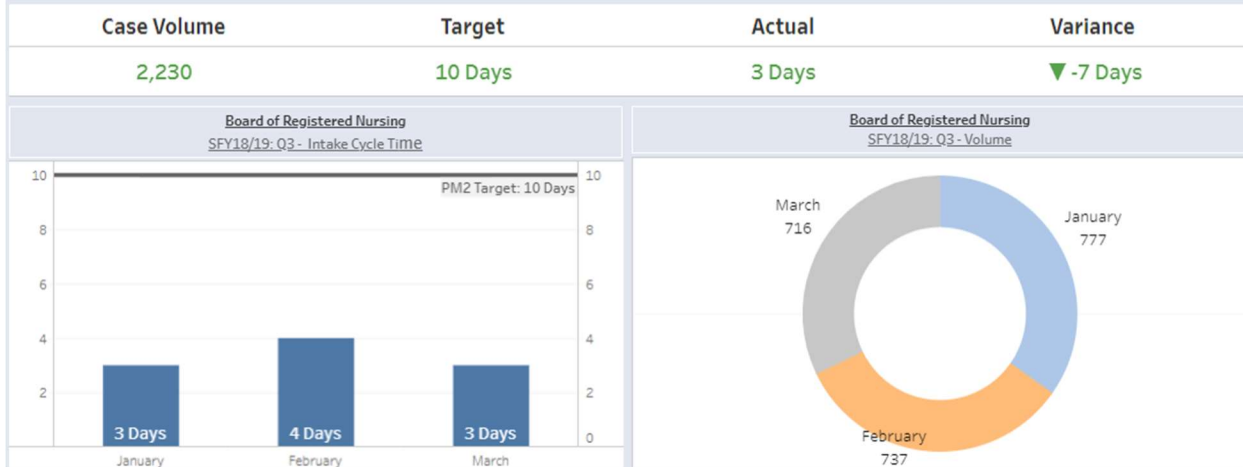 Case Volume Target Actual Variance
2,230 10 Days 3 Days ▼ -7 Days
Board of Registered Nursing
SFY18/19: Q3 - Intake Cycle Time
10 10
PM2 Target: 10 Days
8 8
6 6
4 4
2 2
0
3 Days 4 Days 3 Days
January February March
Board of Registered Nursing
SFY18/19: Q3 - Volume
March
716
January
777
February
737